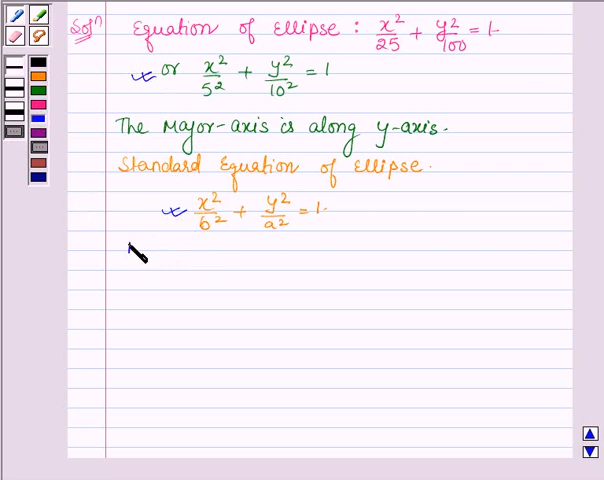 Solⁿ Equation of Ellipse : x²/25 + y²/100 = 1
or x²/5² + y²/10² = 1
The Major-axis is along y-axis.
Standard Equation of Ellipse.
x²/b² + y²/a² = 1